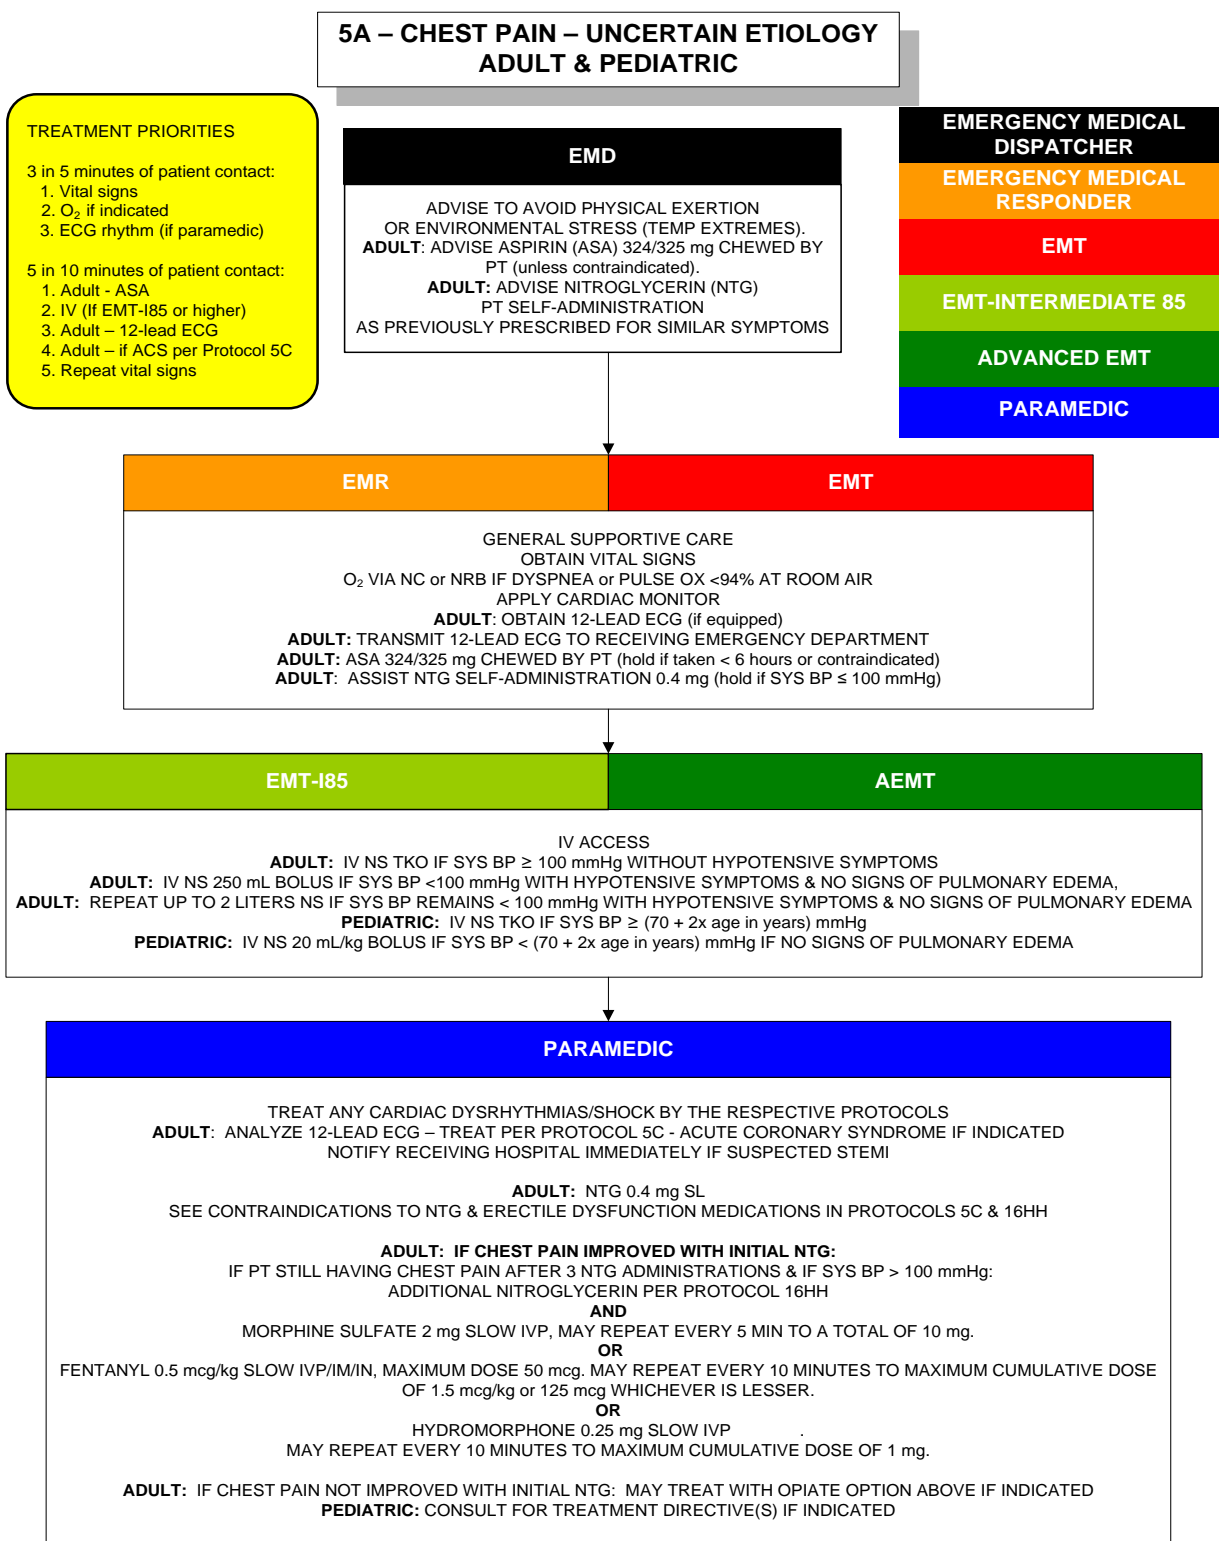 5A – CHEST PAIN – UNCERTAIN ETIOLOGY
ADULT & PEDIATRIC
TREATMENT PRIORITIES
3 in 5 minutes of patient contact:
1. Vital signs
2. O₂ if indicated
3. ECG rhythm (if paramedic)
5 in 10 minutes of patient contact:
1. Adult - ASA
2. IV (If EMT-I85 or higher)
3. Adult – 12-lead ECG
4. Adult – if ACS per Protocol 5C
5. Repeat vital signs
EMD
ADVISE TO AVOID PHYSICAL EXERTION
OR ENVIRONMENTAL STRESS (TEMP EXTREMES).
ADULT: ADVISE ASPIRIN (ASA) 324/325 mg CHEWED BY
PT (unless contraindicated).
ADULT: ADVISE NITROGLYCERIN (NTG)
PT SELF-ADMINISTRATION
AS PREVIOUSLY PRESCRIBED FOR SIMILAR SYMPTOMS
EMERGENCY MEDICAL
DISPATCHER
EMERGENCY MEDICAL
RESPONDER
EMT
EMT-INTERMEDIATE 85
ADVANCED EMT
PARAMEDIC
EMR
EMT
GENERAL SUPPORTIVE CARE
OBTAIN VITAL SIGNS
O₂ VIA NC or NRB IF DYSPNEA or PULSE OX <94% AT ROOM AIR
APPLY CARDIAC MONITOR
ADULT: OBTAIN 12-LEAD ECG (if equipped)
ADULT: TRANSMIT 12-LEAD ECG TO RECEIVING EMERGENCY DEPARTMENT
ADULT: ASA 324/325 mg CHEWED BY PT (hold if taken < 6 hours or contraindicated)
ADULT: ASSIST NTG SELF-ADMINISTRATION 0.4 mg (hold if SYS BP ≤ 100 mmHg)
EMT-I85
AEMT
IV ACCESS
ADULT: IV NS TKO IF SYS BP ≥ 100 mmHg WITHOUT HYPOTENSIVE SYMPTOMS
ADULT: IV NS 250 mL BOLUS IF SYS BP <100 mmHg WITH HYPOTENSIVE SYMPTOMS & NO SIGNS OF PULMONARY EDEMA,
ADULT: REPEAT UP TO 2 LITERS NS IF SYS BP REMAINS < 100 mmHg WITH HYPOTENSIVE SYMPTOMS & NO SIGNS OF PULMONARY EDEMA
PEDIATRIC: IV NS TKO IF SYS BP ≥ (70 + 2x age in years) mmHg
PEDIATRIC: IV NS 20 mL/kg BOLUS IF SYS BP < (70 + 2x age in years) mmHg IF NO SIGNS OF PULMONARY EDEMA
PARAMEDIC
TREAT ANY CARDIAC DYSRHYTHMIAS/SHOCK BY THE RESPECTIVE PROTOCOLS
ADULT: ANALYZE 12-LEAD ECG – TREAT PER PROTOCOL 5C - ACUTE CORONARY SYNDROME IF INDICATED
NOTIFY RECEIVING HOSPITAL IMMEDIATELY IF SUSPECTED STEMI
ADULT: NTG 0.4 mg SL
SEE CONTRAINDICATIONS TO NTG & ERECTILE DYSFUNCTION MEDICATIONS IN PROTOCOLS 5C & 16HH
ADULT: IF CHEST PAIN IMPROVED WITH INITIAL NTG:
IF PT STILL HAVING CHEST PAIN AFTER 3 NTG ADMINISTRATIONS & IF SYS BP > 100 mmHg:
ADDITIONAL NITROGLYCERIN PER PROTOCOL 16HH
AND
MORPHINE SULFATE 2 mg SLOW IVP, MAY REPEAT EVERY 5 MIN TO A TOTAL OF 10 mg.
OR
FENTANYL 0.5 mcg/kg SLOW IVP/IM/IN, MAXIMUM DOSE 50 mcg. MAY REPEAT EVERY 10 MINUTES TO MAXIMUM CUMULATIVE DOSE
OF 1.5 mcg/kg or 125 mcg WHICHEVER IS LESSER.
OR
HYDROMORPHONE 0.25 mg SLOW IVP .
MAY REPEAT EVERY 10 MINUTES TO MAXIMUM CUMULATIVE DOSE OF 1 mg.
ADULT: IF CHEST PAIN NOT IMPROVED WITH INITIAL NTG: MAY TREAT WITH OPIATE OPTION ABOVE IF INDICATED
PEDIATRIC: CONSULT FOR TREATMENT DIRECTIVE(S) IF INDICATED